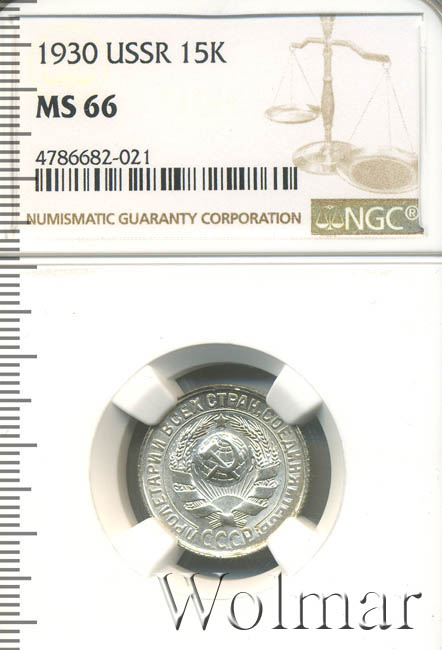 1930 USSR 15K
MS 66
4786682-021
NUMISMATIC GUARANTY CORPORATION
NGC®
ПРОЛЕТАРИИ ВСЕХ СТРАН, СОЕДИНЯЙТЕСЬ!
СССР
Wolmar